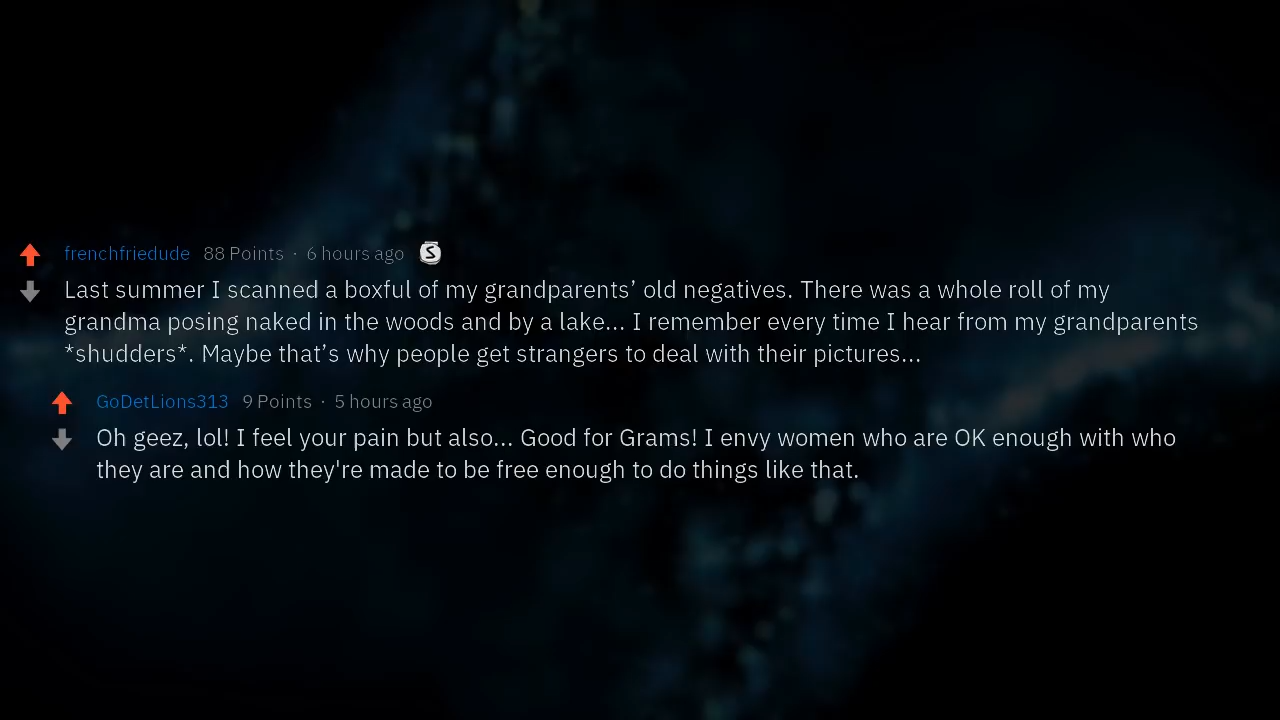 frenchfriedude 88 Points · 6 hours ago S
Last summer I scanned a boxful of my grandparents’ old negatives. There was a whole roll of my
grandma posing naked in the woods and by a lake... I remember every time I hear from my grandparents
*shudders*. Maybe that’s why people get strangers to deal with their pictures...
GoDetLions313 9 Points · 5 hours ago
Oh geez, lol! I feel your pain but also... Good for Grams! I envy women who are OK enough with who
they are and how they're made to be free enough to do things like that.